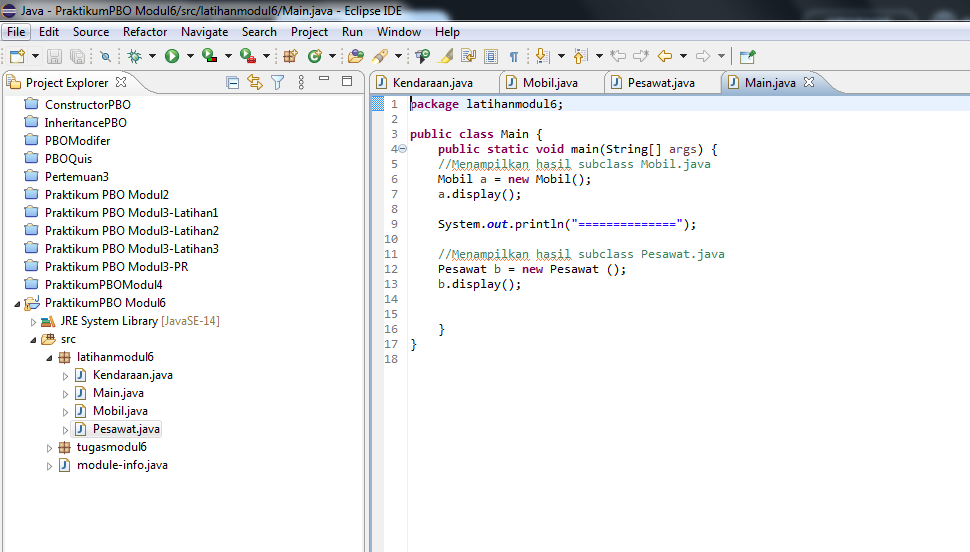 Java - PraktikumPBO Modul6/src/latihanmodul6/Main.java - Eclipse IDE
File Edit Source Refactor Navigate Search Project Run Window Help
Project Explorer
ConstructorPBO
InheritancePBO
PBOModifer
PBOQuis
Pertemuan3
Praktikum PBO Modul2
Praktikum PBO Modul3-Latihan1
Praktikum PBO Modul3-Latihan2
Praktikum PBO Modul3-Latihan3
Praktikum PBO Modul3-PR
PraktikumPBOModul4
PraktikumPBO Modul6
JRE System Library [JavaSE-14]
src
latihanmodul6
Kendaraan.java
Main.java
Mobil.java
Pesawat.java
tugasmodul6
module-info.java
Kendaraan.java Mobil.java Pesawat.java Main.java
1 package latihanmodul6;
2
3 public class Main {
4 public static void main(String[] args) {
5 //Menampilkan hasil subclass Mobil.java
6 Mobil a = new Mobil();
7 a.display();
8
9 System.out.println("==============");
10
11 //Menampilkan hasil subclass Pesawat.java
12 Pesawat b = new Pesawat ();
13 b.display();
14
15
16 }
17 }
18